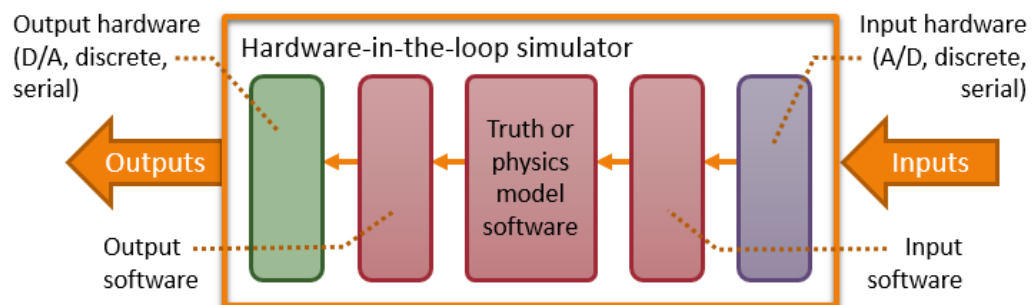 Output hardware
(D/A, discrete,
serial)
Hardware-in-the-loop simulator
Input hardware
(A/D, discrete,
serial)
Outputs
Truth or
physics
model
software
Inputs
Output
software
Input
software